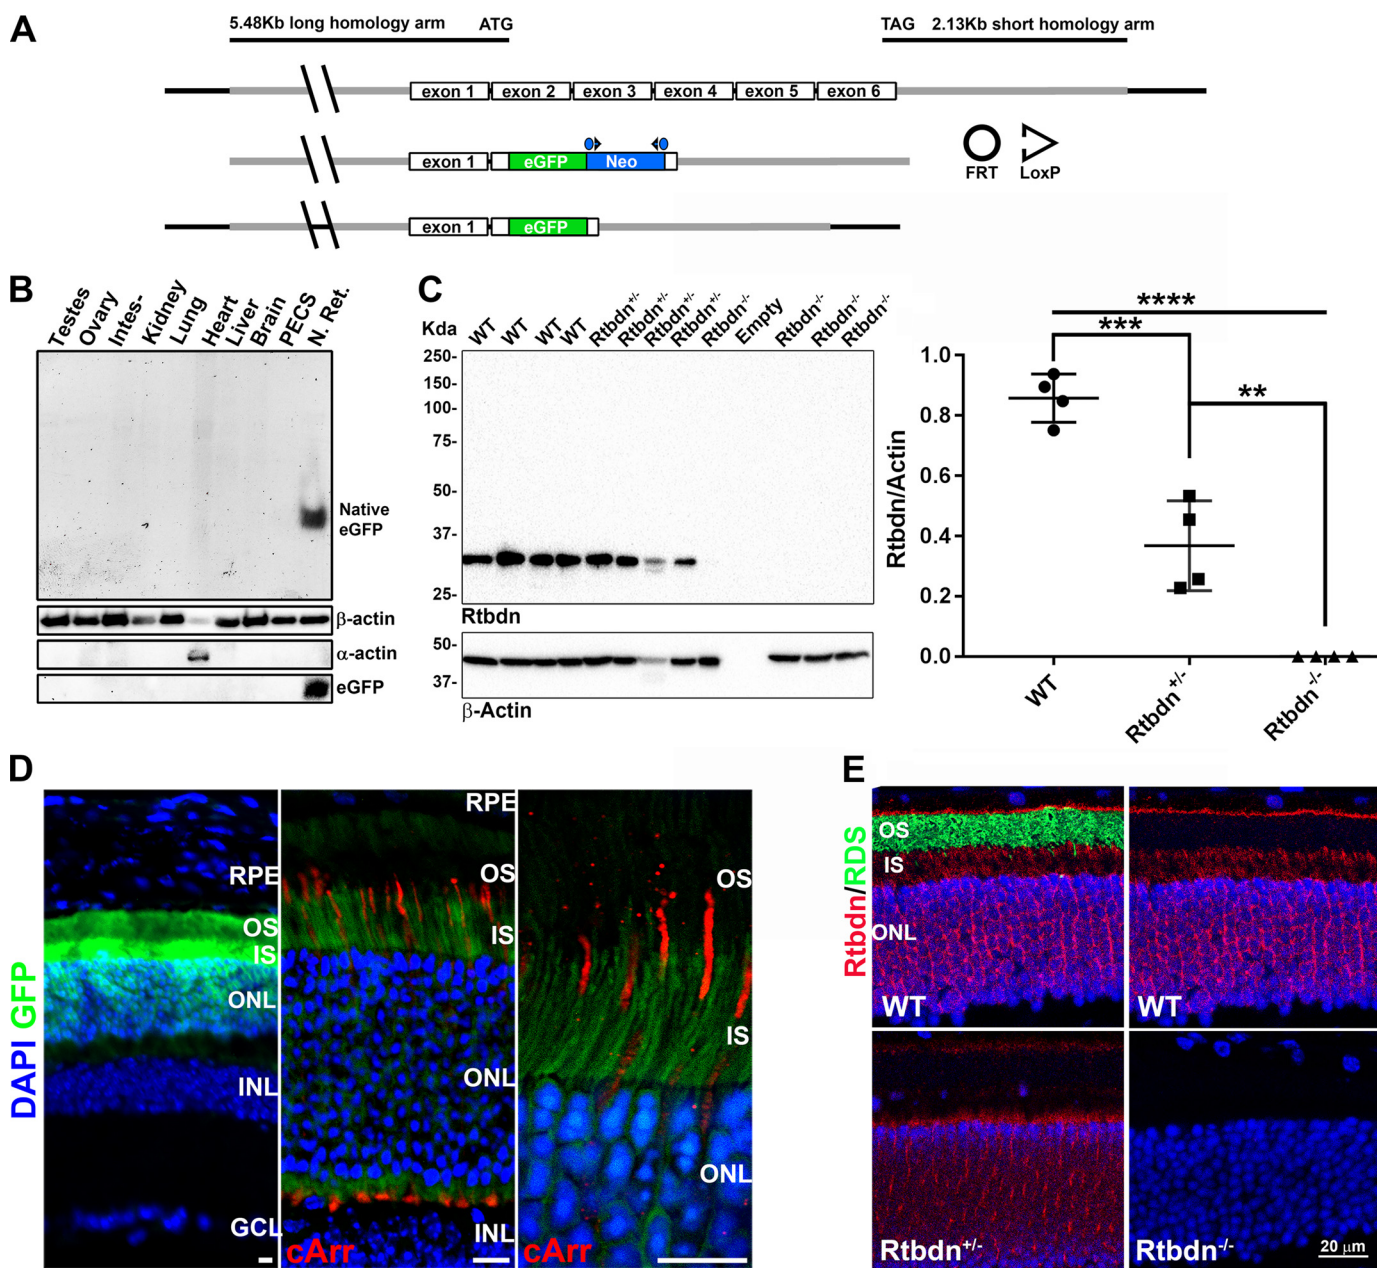 A
5.48Kb long homology arm ATG TAG 2.13Kb short homology arm
exon 1 exon 2 exon 3 exon 4 exon 5 exon 6
exon 1 eGFP Neo
FRT LoxP
exon 1 eGFP
B
Testes Ovary Intes- Kidney Lung Heart Liver Brain PECS N. Ret.
Native
eGFP
β-actin
α-actin
eGFP
C
Kda
WT WT WT WT Rtbdn+/- Rtbdn+/- Rtbdn+/- Rtbdn+/- Rtbdn-/- Empty Rtbdn-/- Rtbdn-/- Rtbdn-/-
250-
150-
100-
75-
50-
37-
25-
Rtbdn
50-
37-
β-Actin
****
***
**
Rtbdn/Actin
1.0
0.8
0.6
0.4
0.2
0.0
WT Rtbdn+/- Rtbdn-/-
D
DAPI GFP
RPE
OS
IS
ONL
INL
GCL
RPE
OS
IS
ONL
INL
cArr
OS
IS
ONL
cArr
E
Rtbdn/RDS
OS
IS
ONL
WT
WT
Rtbdn+/-
Rtbdn-/-
20 µm